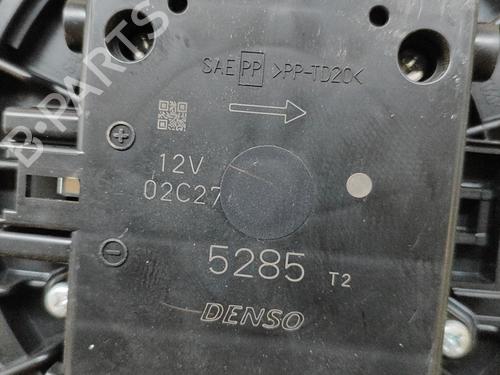 SAE PP >PP-TD20<
12V
02C27
5285 T2
DENSO
B-PARTS